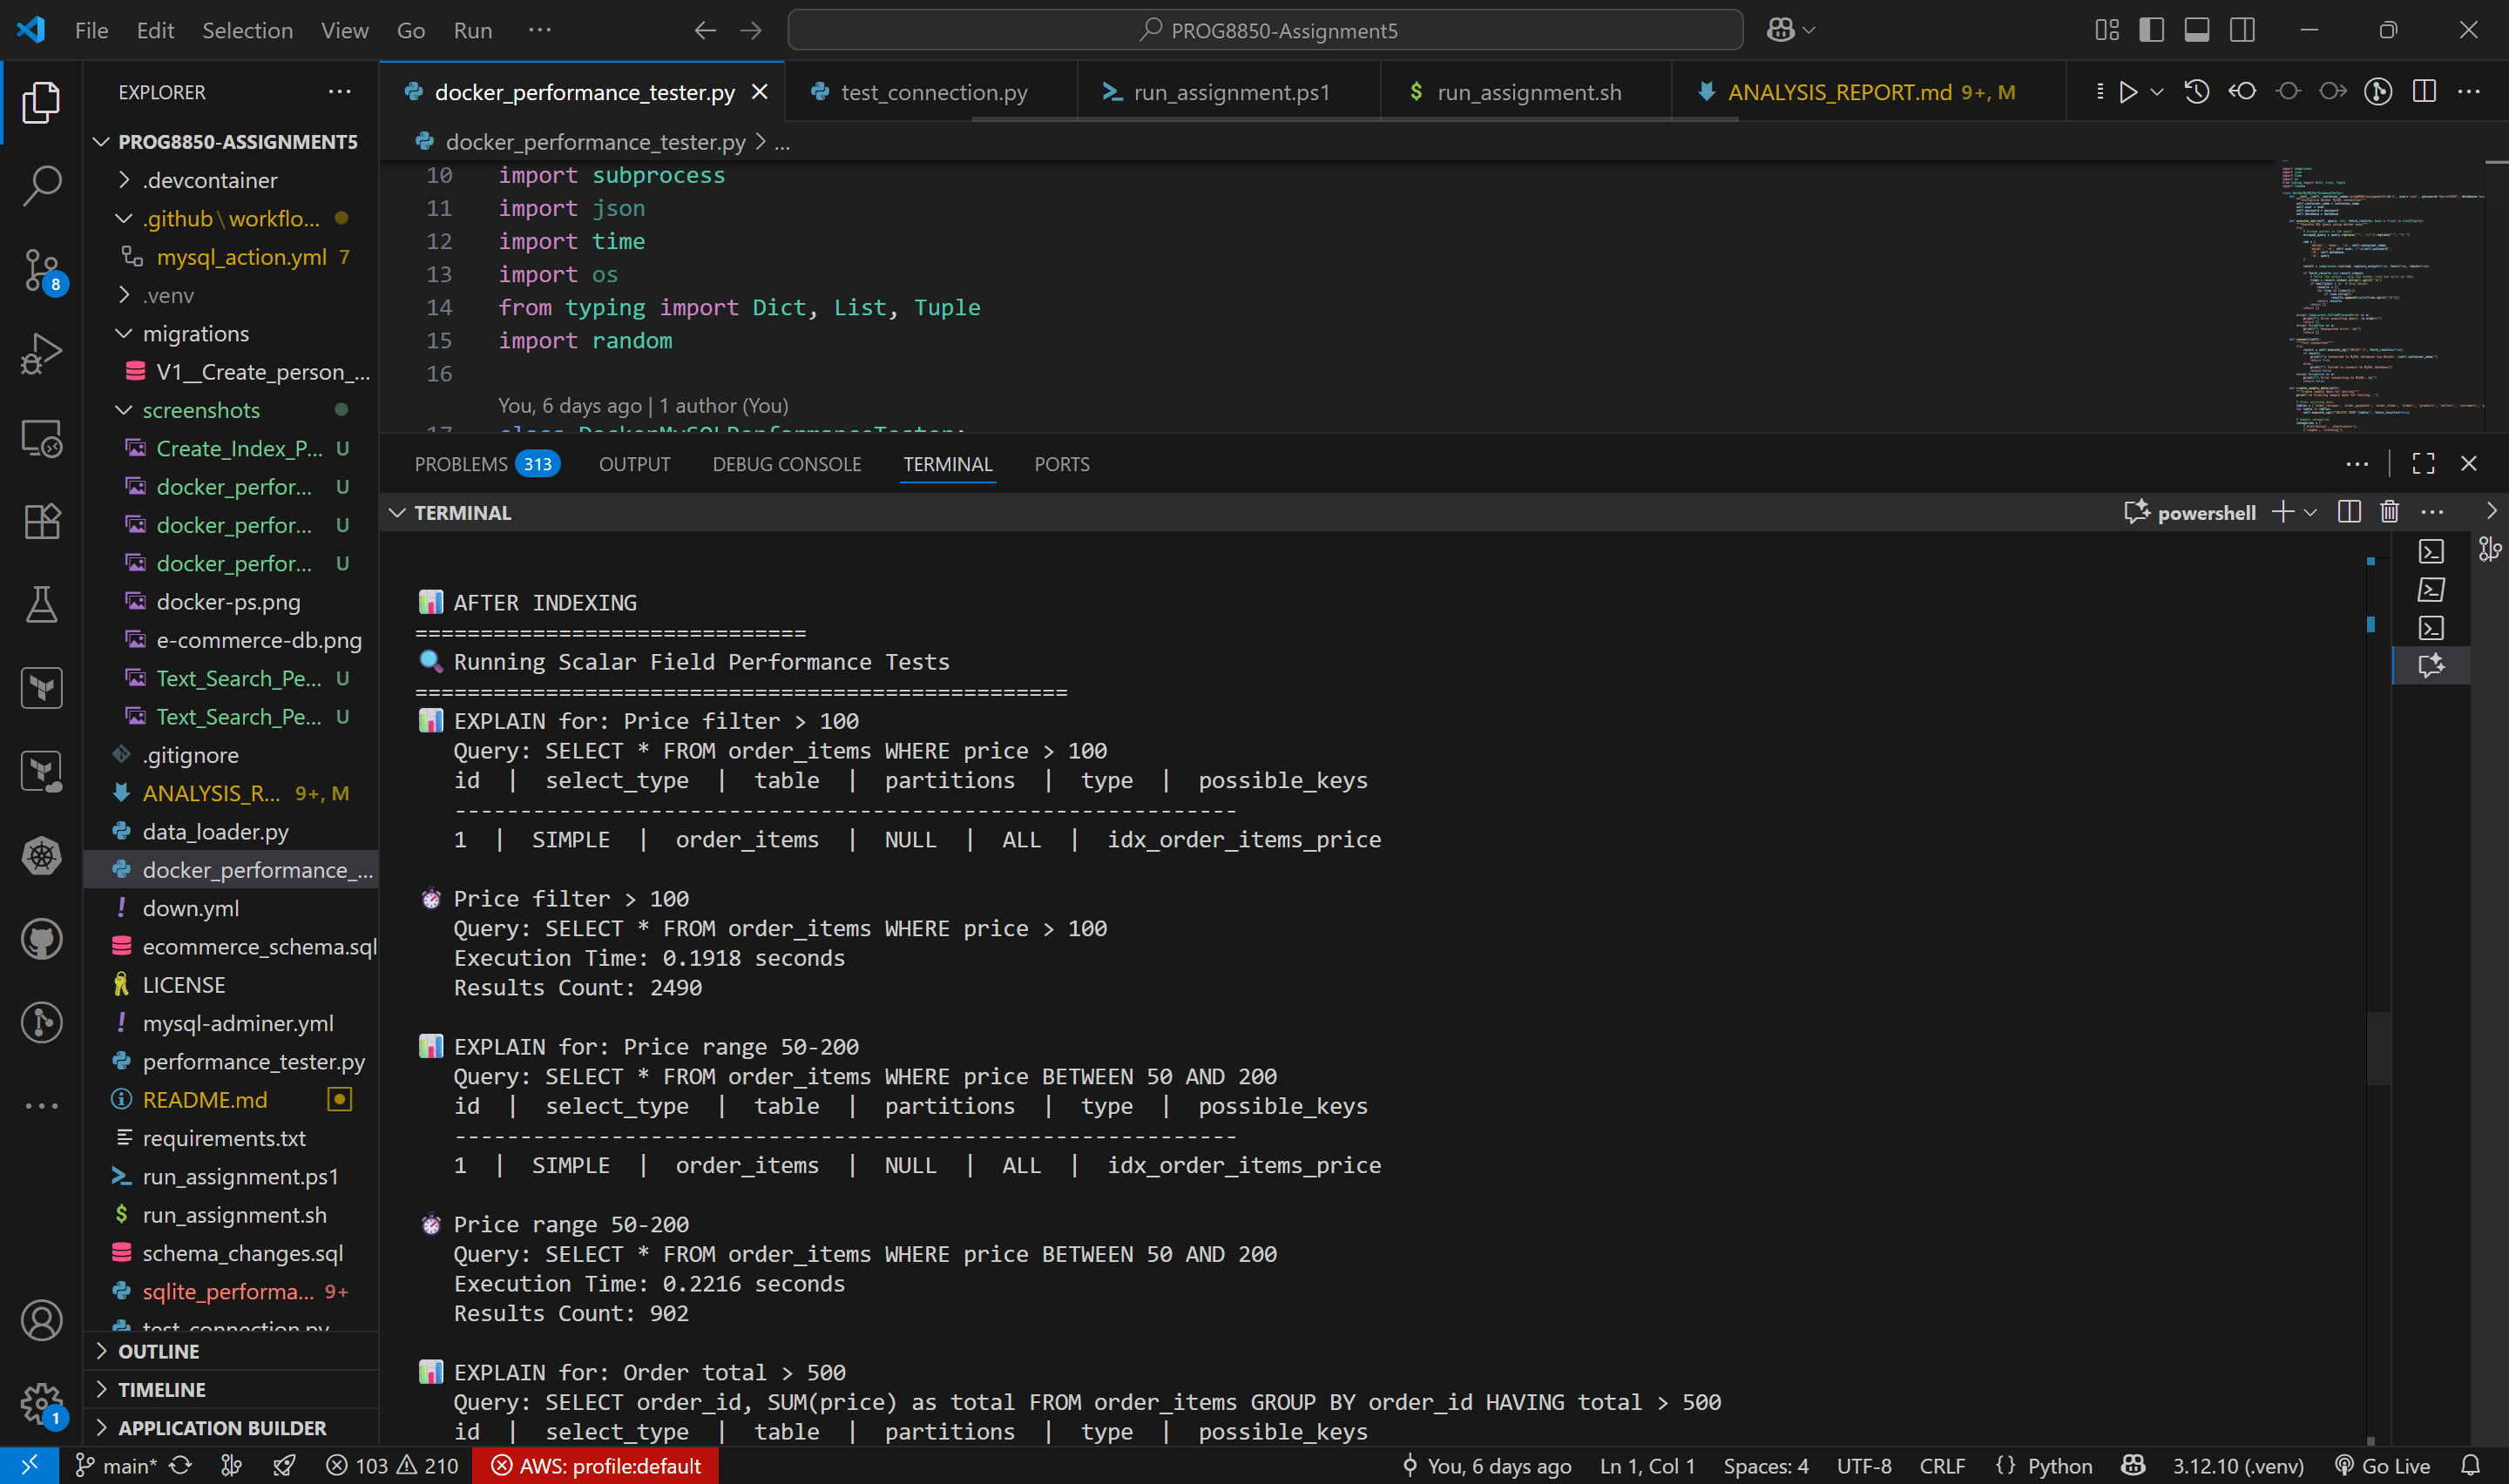 File Edit Selection View Go Run ···
PROG8850-Assignment5
EXPLORER
PROG8850-ASSIGNMENT5
.devcontainer
.github\workflo...
mysql_action.yml 7
.venv
migrations
V1__Create_person_...
screenshots
Create_Index_P... U
docker_perfor... U
docker_perfor... U
docker_perfor... U
docker-ps.png
e-commerce-db.png
Text_Search_Pe... U
Text_Search_Pe... U
.gitignore
ANALYSIS_R... 9+, M
data_loader.py
docker_performance_...
down.yml
ecommerce_schema.sql
LICENSE
mysql-adminer.yml
performance_tester.py
README.md
requirements.txt
run_assignment.ps1
run_assignment.sh
schema_changes.sql
sqlite_performa... 9+
test_connection.py
OUTLINE
TIMELINE
APPLICATION BUILDER
8
1
docker_performance_tester.py
test_connection.py
run_assignment.ps1
run_assignment.sh
ANALYSIS_REPORT.md 9+, M
docker_performance_tester.py > ...
10 import subprocess
11 import json
12 import time
13 import os
14 from typing import Dict, List, Tuple
15 import random
16
You, 6 days ago | 1 author (You)
17 class DockerMySQLPerformanceTester:
PROBLEMS 313 OUTPUT DEBUG CONSOLE TERMINAL PORTS
TERMINAL
powershell
AFTER INDEXING
==============================
Running Scalar Field Performance Tests
==================================================
EXPLAIN for: Price filter > 100
Query: SELECT * FROM order_items WHERE price > 100
id | select_type | table | partitions | type | possible_keys
------------------------------------------------------------
1 | SIMPLE | order_items | NULL | ALL | idx_order_items_price
Price filter > 100
Query: SELECT * FROM order_items WHERE price > 100
Execution Time: 0.1918 seconds
Results Count: 2490
EXPLAIN for: Price range 50-200
Query: SELECT * FROM order_items WHERE price BETWEEN 50 AND 200
id | select_type | table | partitions | type | possible_keys
------------------------------------------------------------
1 | SIMPLE | order_items | NULL | ALL | idx_order_items_price
Price range 50-200
Query: SELECT * FROM order_items WHERE price BETWEEN 50 AND 200
Execution Time: 0.2216 seconds
Results Count: 902
EXPLAIN for: Order total > 500
Query: SELECT order_id, SUM(price) as total FROM order_items GROUP BY order_id HAVING total > 500
id | select_type | table | partitions | type | possible_keys
main* 103 210 AWS: profile:default You, 6 days ago Ln 1, Col 1 Spaces: 4 UTF-8 CRLF {} Python 3.12.10 (.venv) Go Live